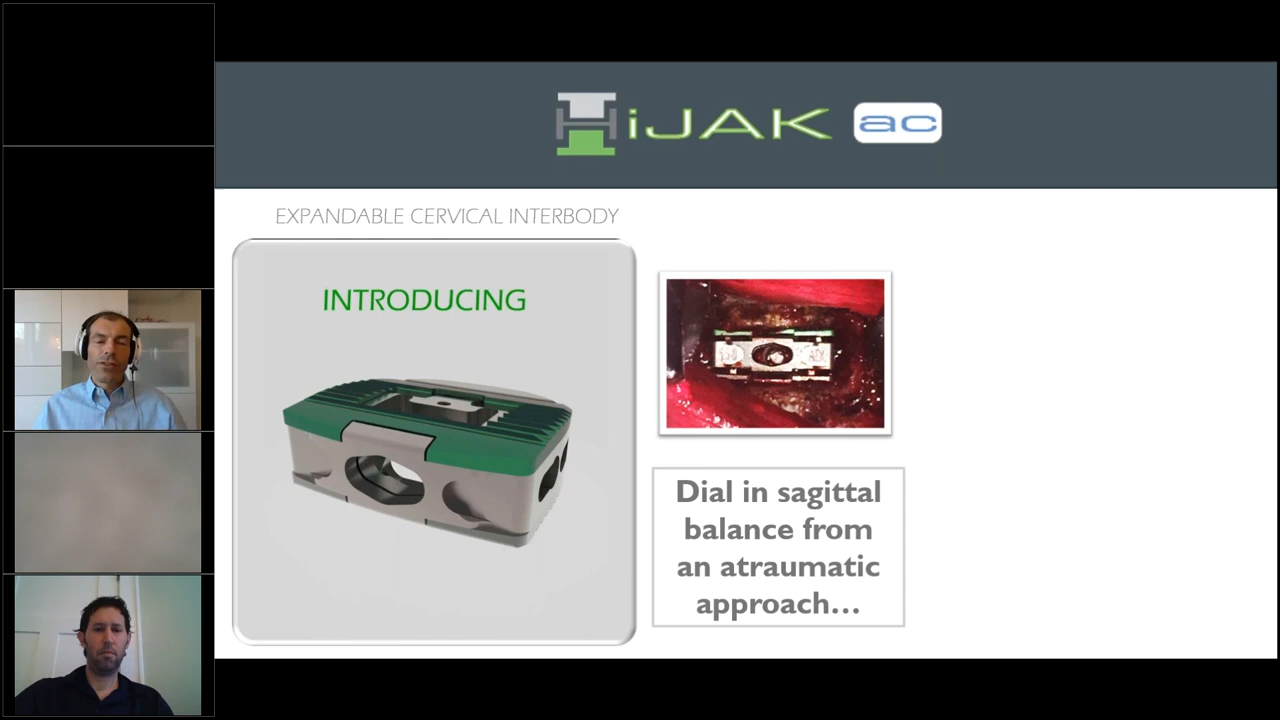 HiJAK ac
EXPANDABLE CERVICAL INTERBODY
INTRODUCING
Dial in sagittal
balance from
an atraumatic
approach…